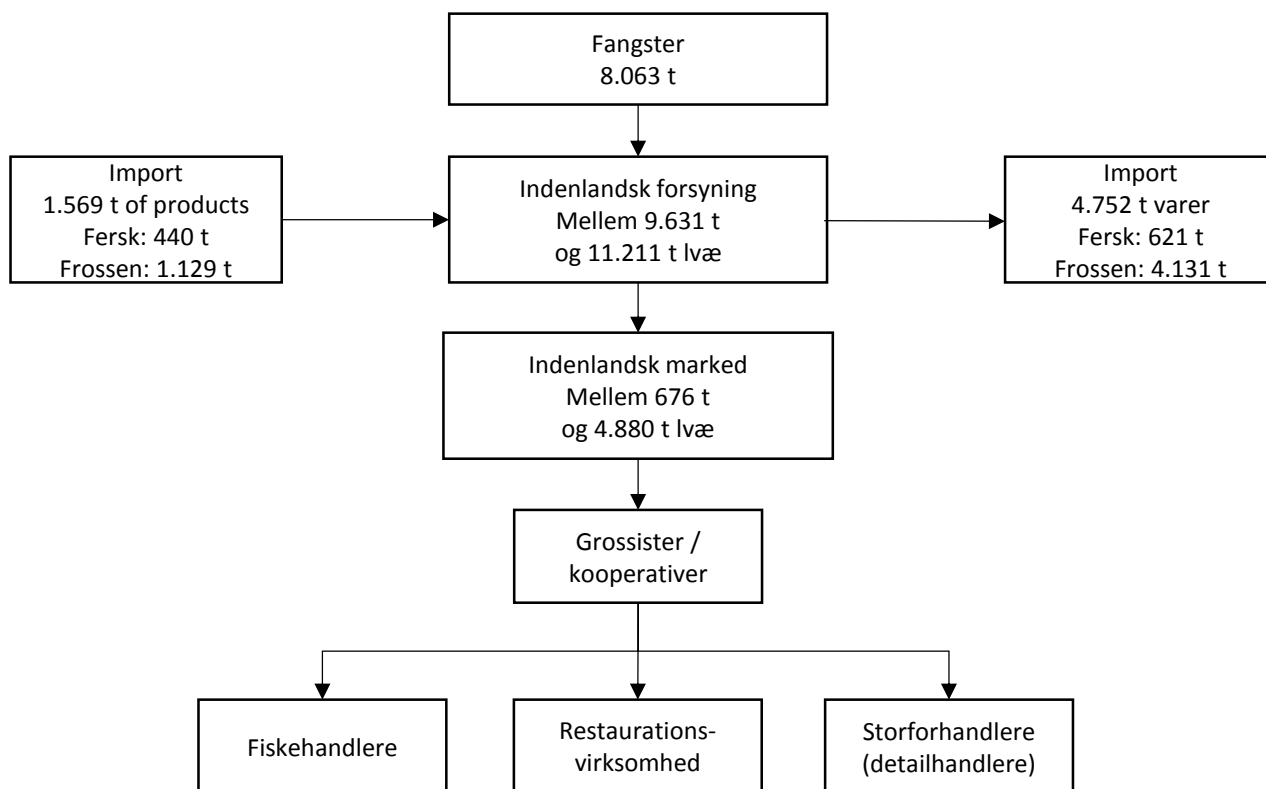 Fangster
8.063 t
Import
1.569 t of products
Fersk: 440 t
Frossen: 1.129 t
Indenlandsk forsyning
Mellem 9.631 t
og 11.211 t lvæ
Import
4.752 t varer
Fersk: 621 t
Frossen: 4.131 t
Indenlandsk marked
Mellem 676 t
og 4.880 t lvæ
Grossister /
kooperativer
Fiskehandlere
Restaurations-
virksomhed
Storforhandlere
(detailhandlere)